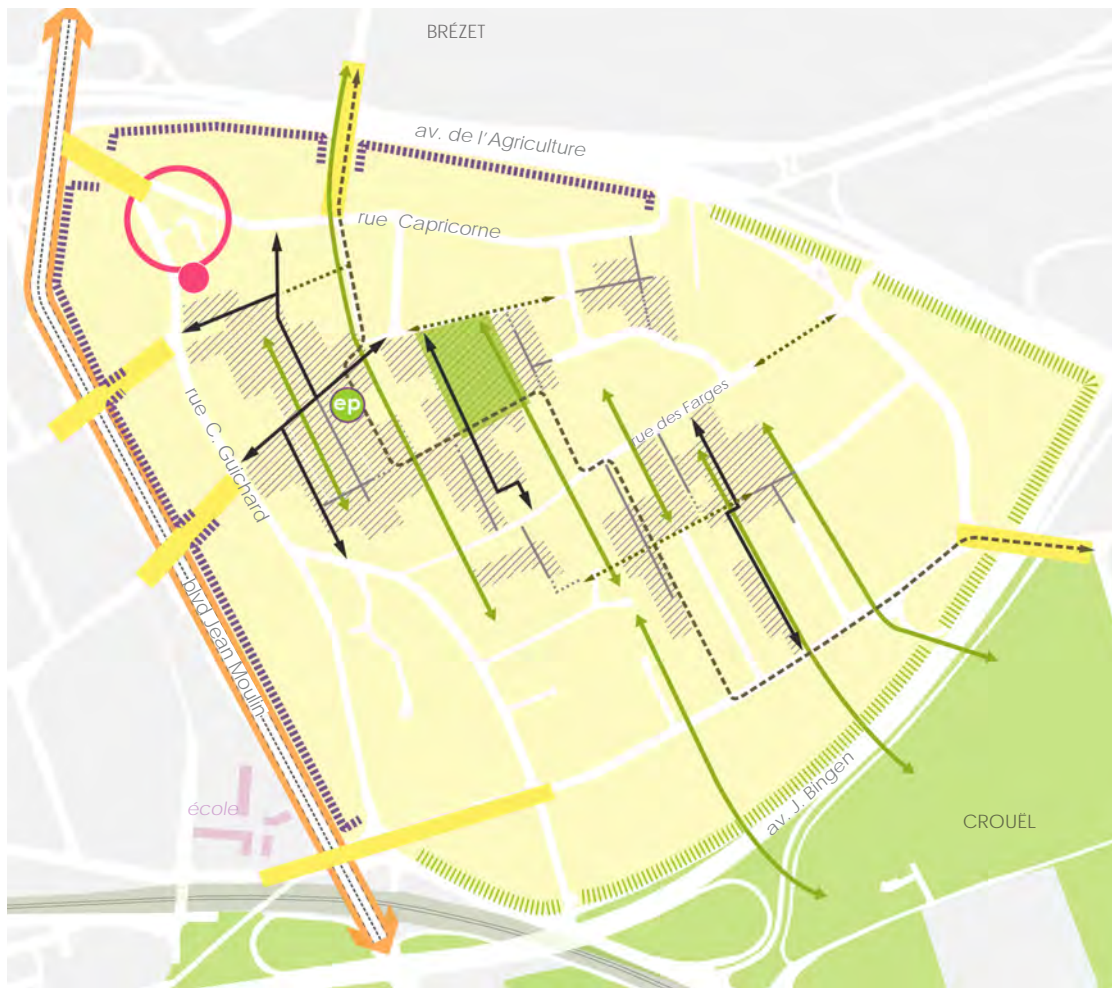 BRÉZET
av. de l'Agriculture
rue Capricorne
rue des Farges
ep
rue C. Guichard
blvd Jean Moulin
école
av. J. Bingen
CROUËL